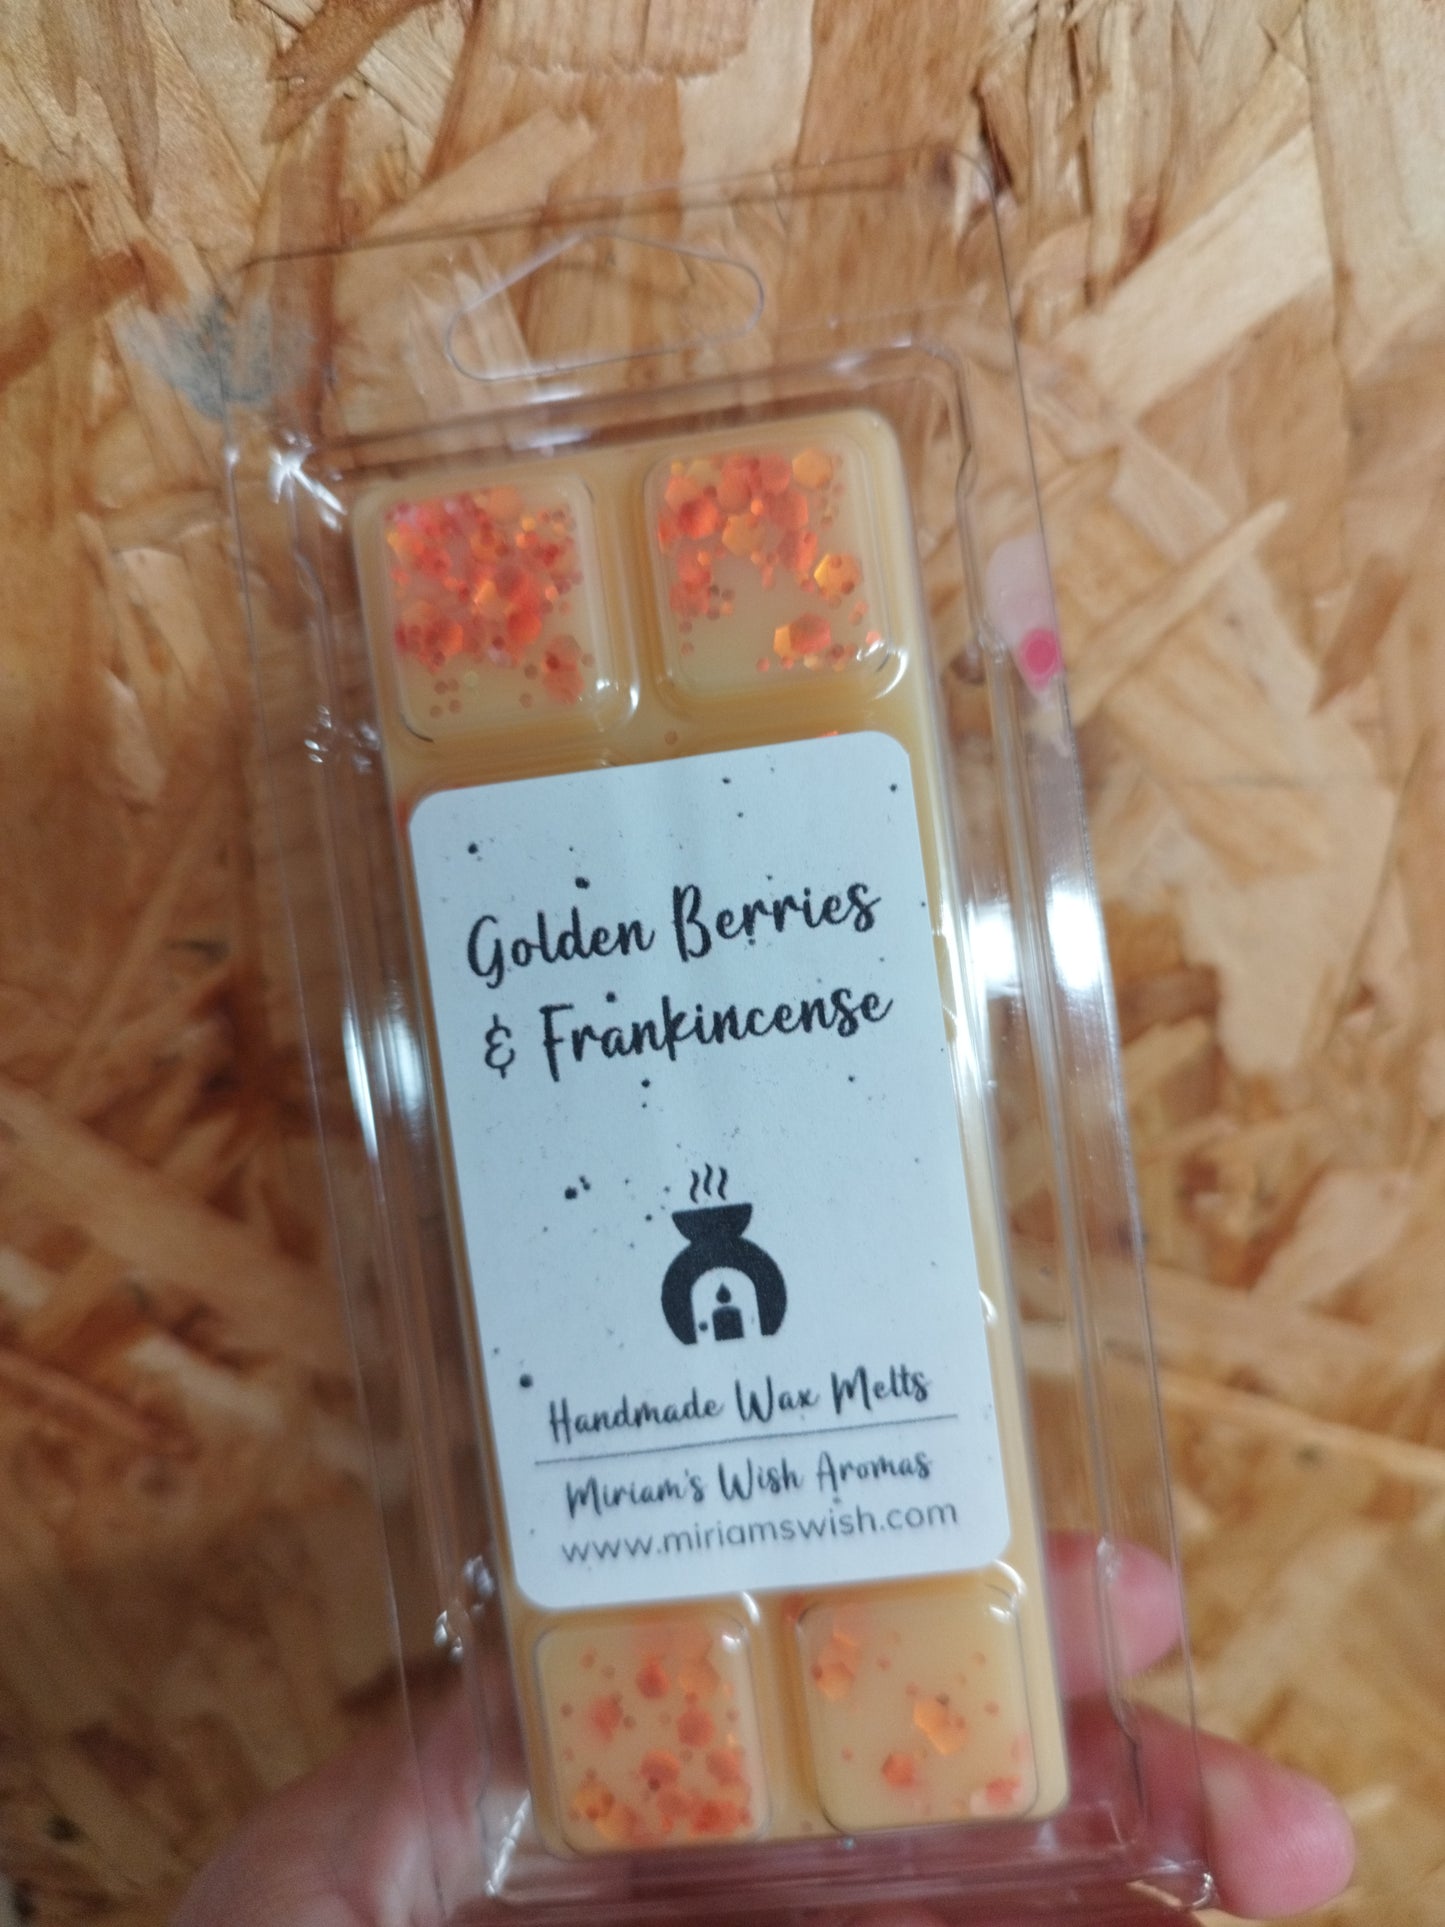 Golden Berries
& Frankincense
Handmade Wax Melts
Miriam's Wish Aromas
www.miriamswish.com